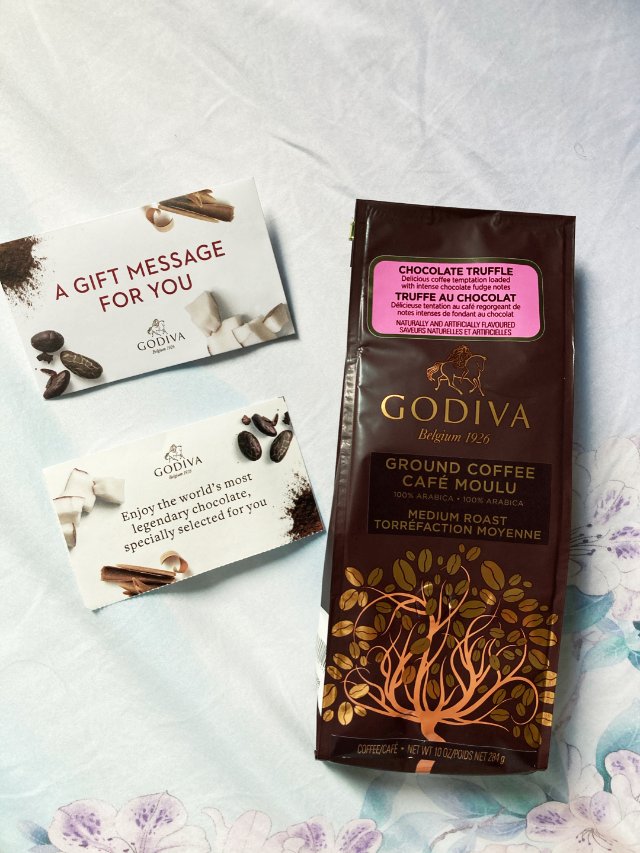 A GIFT MESSAGE
FOR YOU
GODIVA
Belgium 1926
GODIVA
Belgium 1926
Enjoy the world's most
legendary chocolate,
specially selected for you
CHOCOLATE TRUFFLE
Delicious coffee temptation loaded
with intense chocolate fudge notes
TRUFFE AU CHOCOLAT
Délicieuse tentation au café regorgeant de
notes intenses de fondant au chocolat
NATURALLY AND ARTIFICIALLY FLAVOURED
SAVEURS NATURELLES ET ARTIFICIELLES
GODIVA
Belgium 1926
GROUND COFFEE
CAFÉ MOULU
100% ARABICA • 100% ARABICA
MEDIUM ROAST
TORRÉFACTION MOYENNE
COFFEE/CAFÉ • NET WT 10 OZ/POIDS NET 284 g